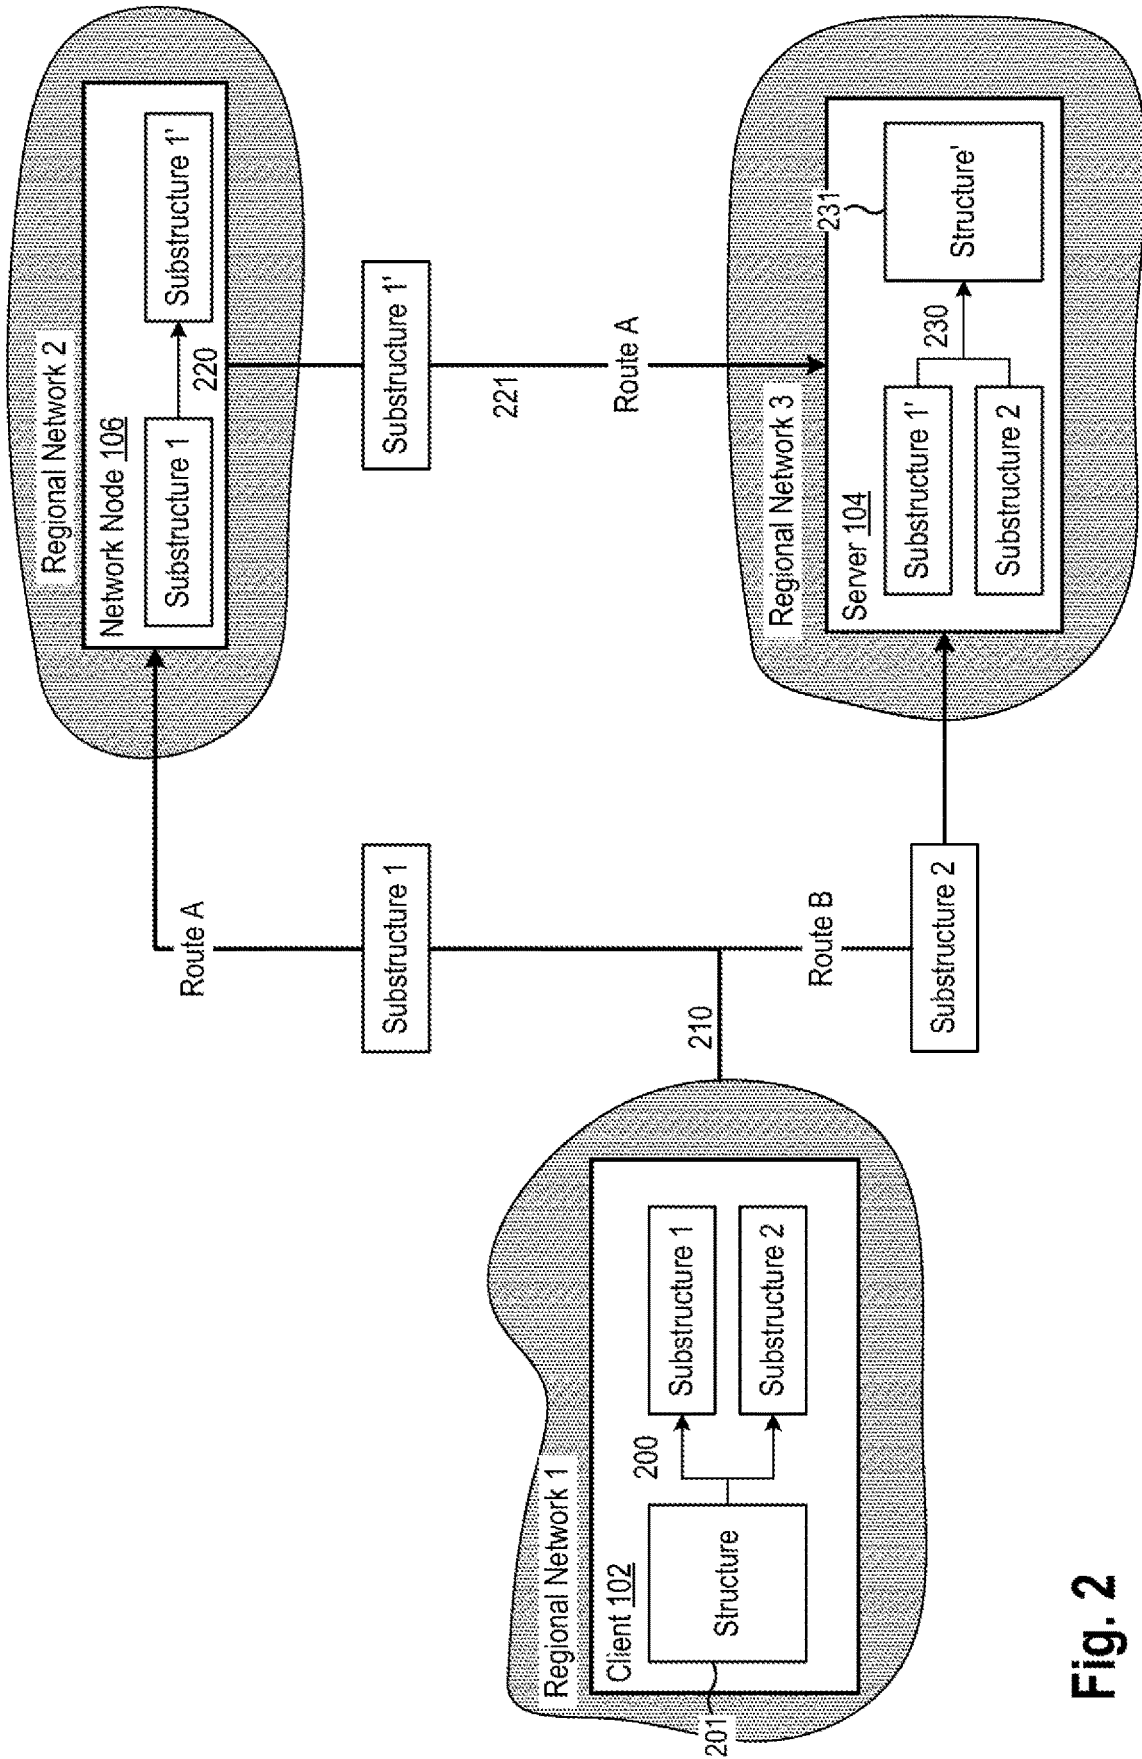 Regional Network 1
Client 102
Structure
201
200
Substructure 1
Substructure 2
210
Route A
Substructure 1
Route B
Substructure 2
Regional Network 2
Network Node 106
Substructure 1
220
Substructure 1'
Substructure 1'
221
Route A
Regional Network 3
Server 104
Substructure 1'
Substructure 2
230
231
Structure'
Fig. 2